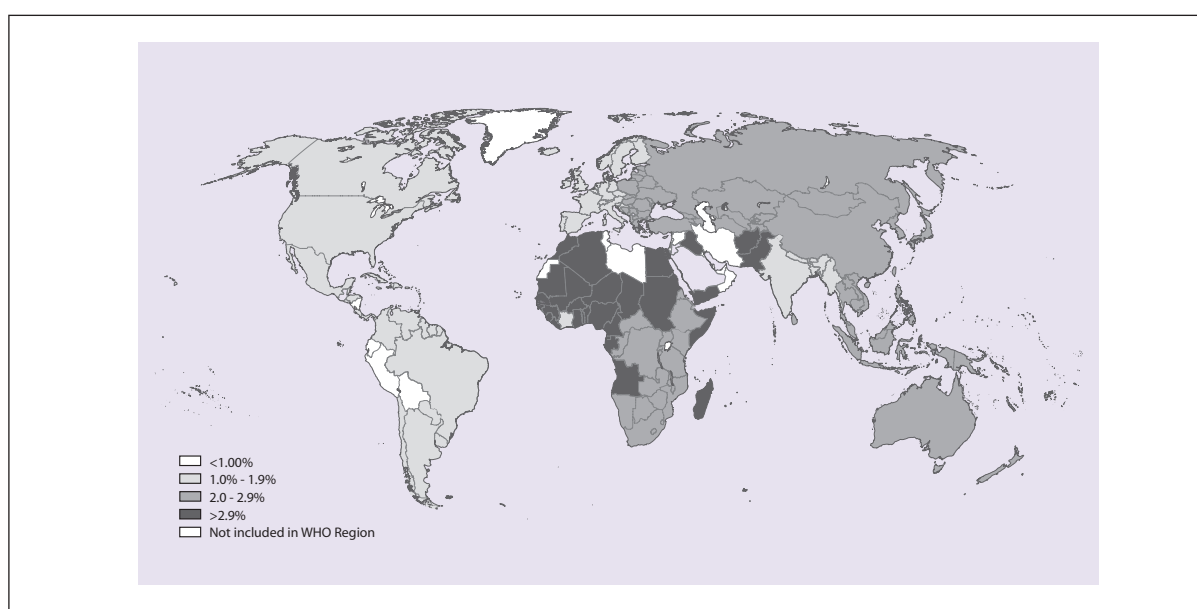 <1.00%
1.0% - 1.9%
2.0 - 2.9%
>2.9%
Not included in WHO Region